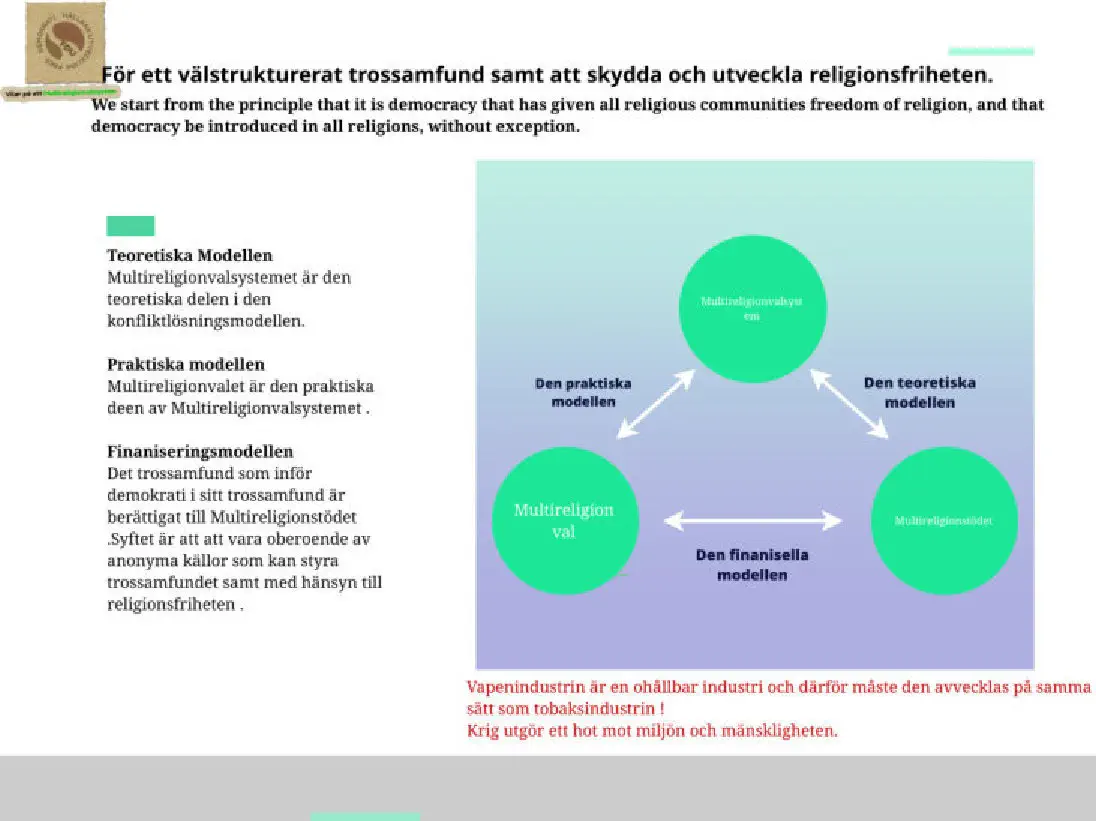 För ett välstrukturerat trossamfund samt att skydda och utveckla religionsfriheten.
We start from the principle that it is democracy that has given all religious communities freedom of religion, and that
democracy be introduced in all religions, without exception.
Teoretiska Modellen
Multireligionvalsystemet är den
teoretiska delen i den
konfliktlösningsmodellen.
Praktiska modellen
Multireligionvalet är den praktiska
deen av Multireligionvalsystemet .
Finaniseringsmodellen
Det trossamfund som inför
demokrati i sitt trossamfund är
berättigat till Multireligionstödet
.Syftet är att att vara oberoende av
anonyma källor som kan styra
trossamfundet samt med hänsyn till
religionsfriheten .
Multireligionvalsyst
em
Den praktiska
modellen
Den teoretiska
modellen
Multireligion
val
Multireligionstödet
Den finanisella
modellen
Vapenindustrin är en ohållbar industri och därför måste den avvecklas på samma
sätt som tobaksindustrin !
Krig utgör ett hot mot miljön och mänskligheten.